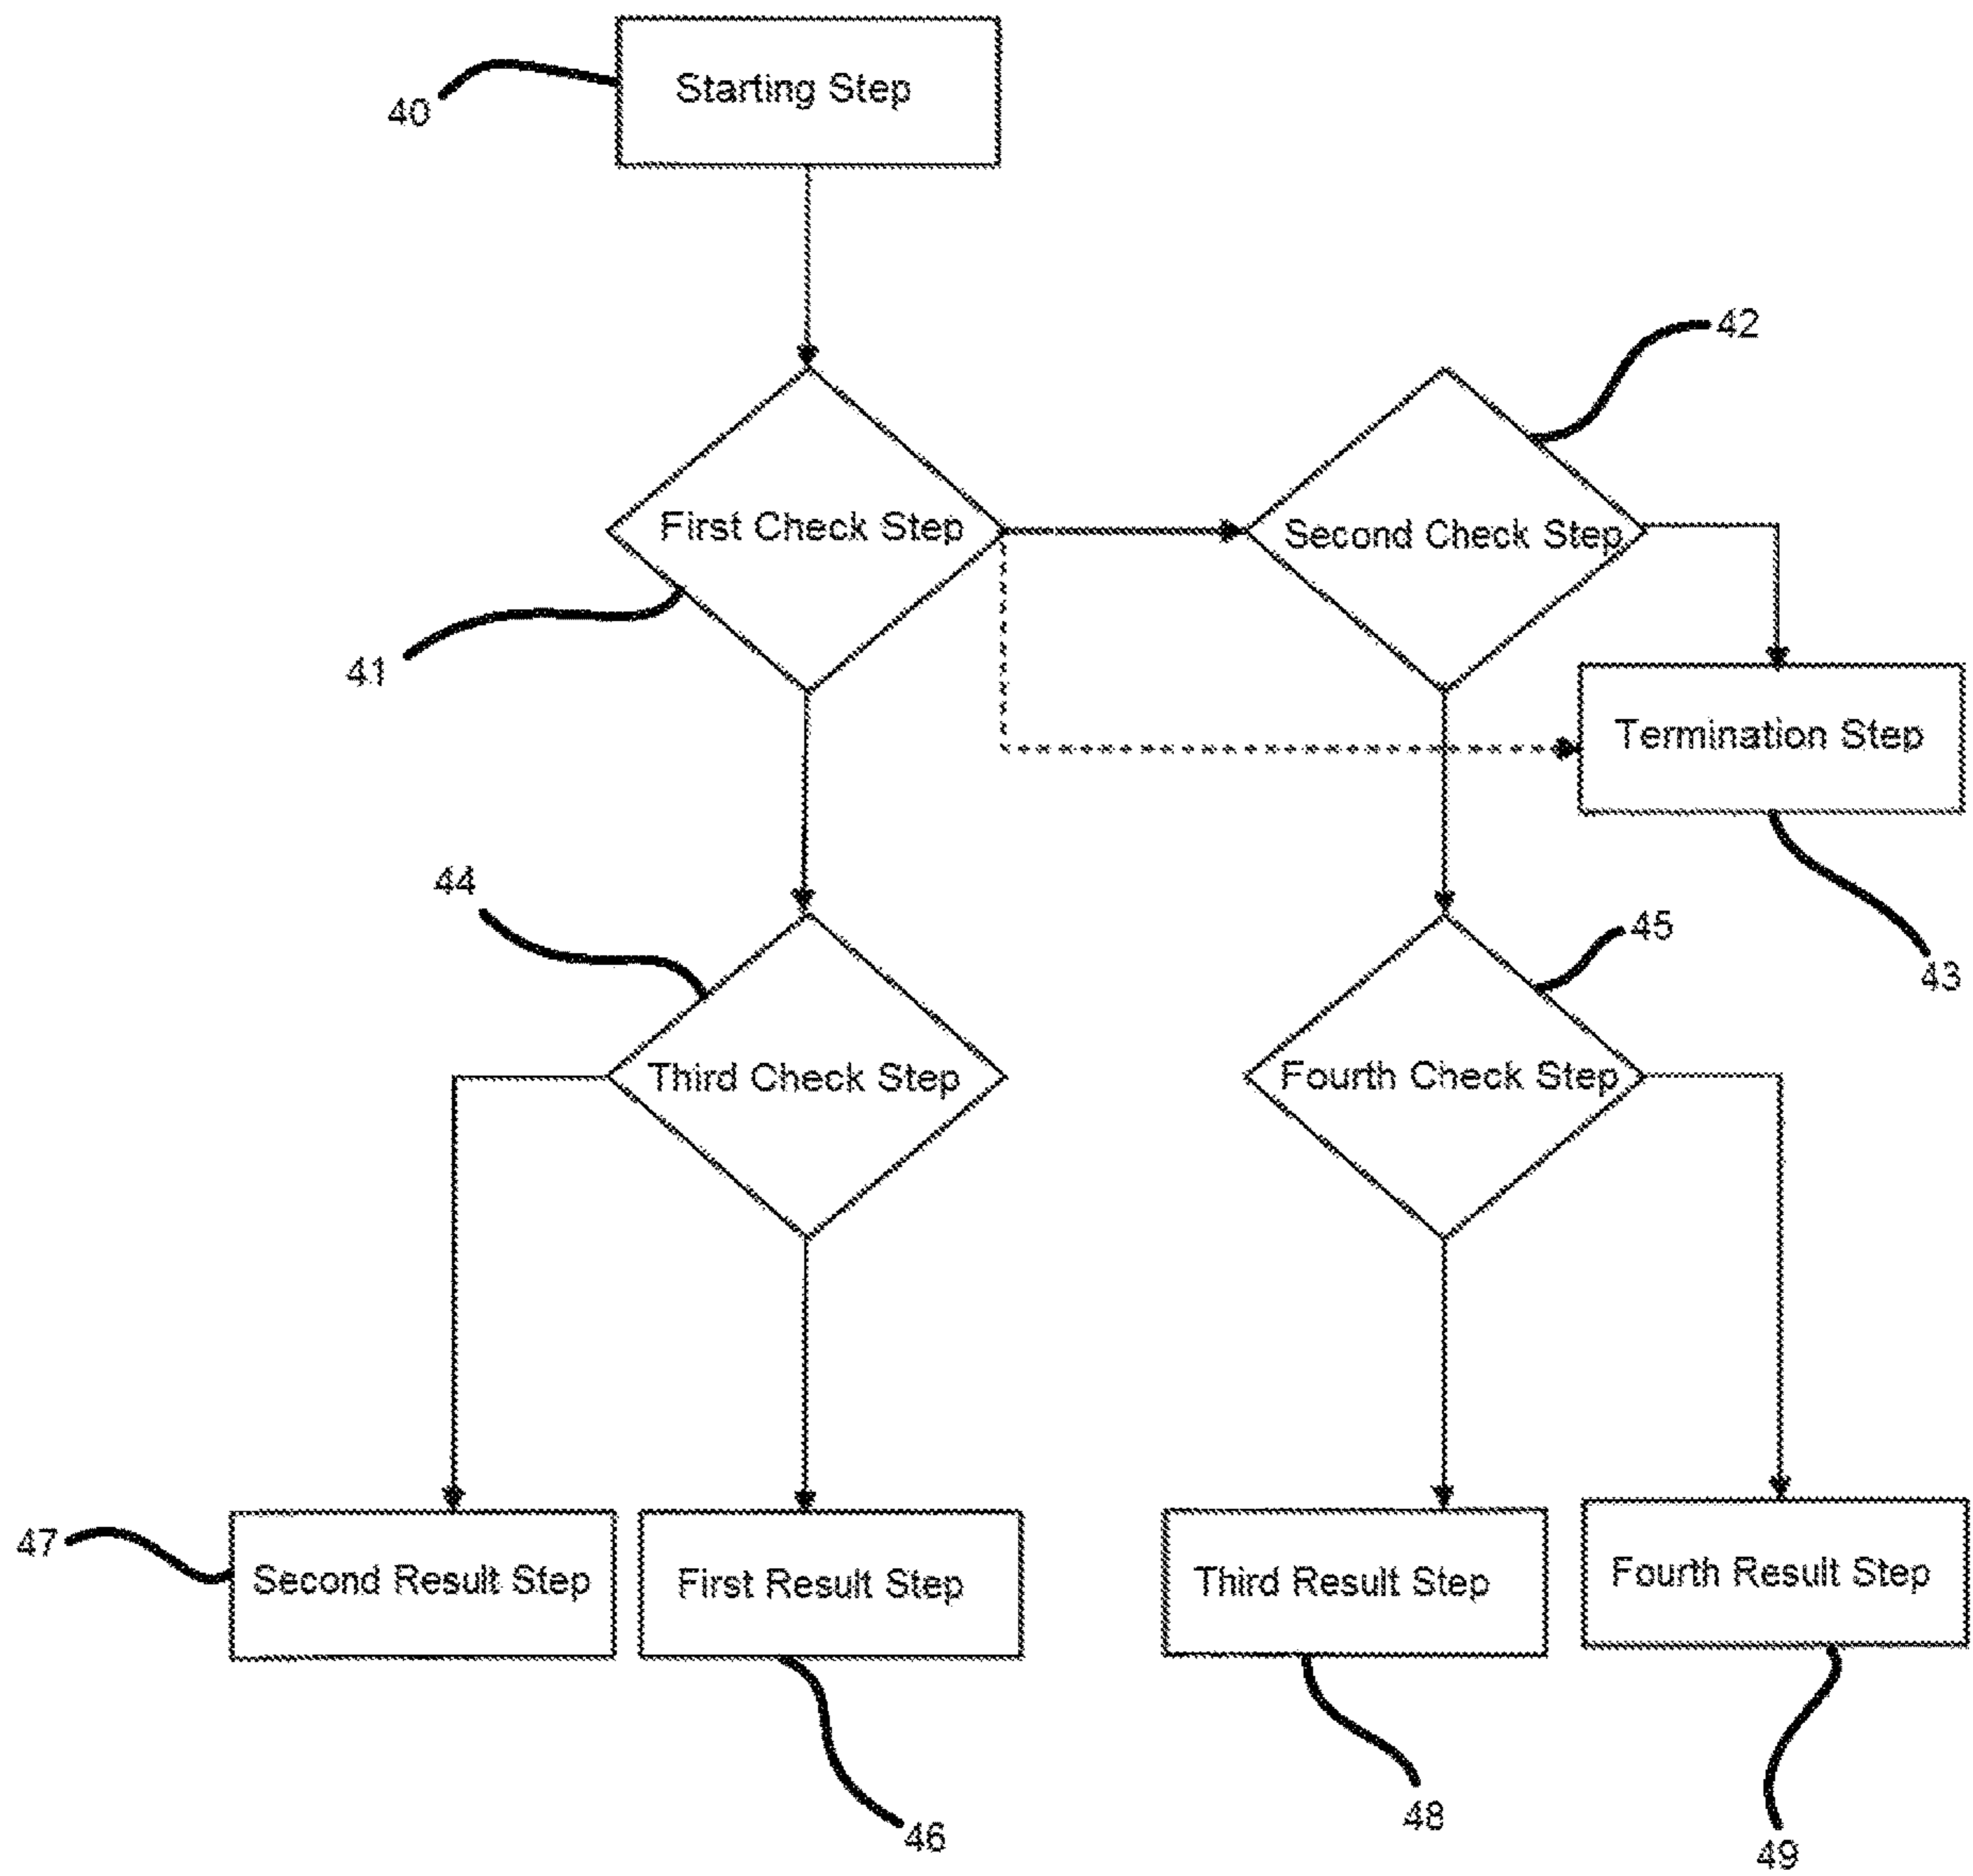 Starting Step
40
42
First Check Step
Second Check Step
41
Termination Step
44
45
43
Third Check Step
Fourth Check Step
47
Second Result Step
First Result Step
Third Result Step
Fourth Result Step
46
48
49